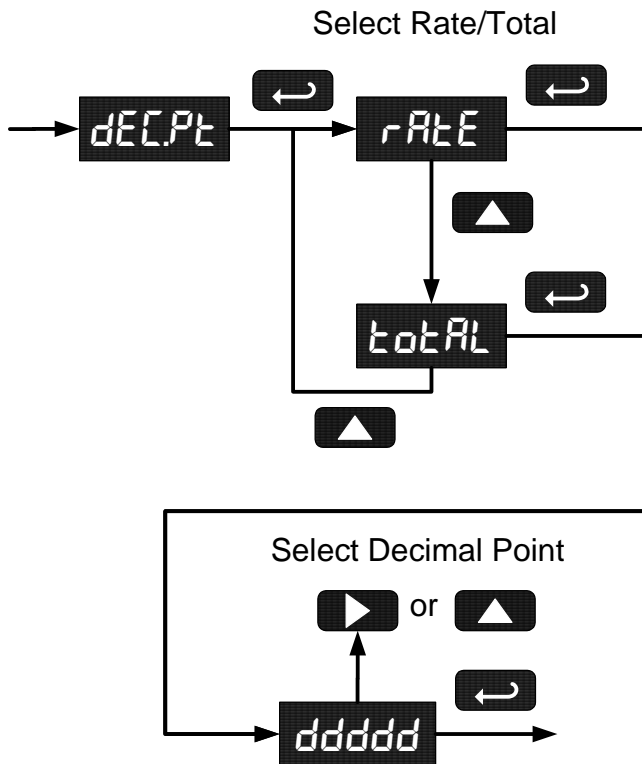 Select Rate/Total
dEC.Pt
rAtE
totAL
Select Decimal Point
or
ddddd